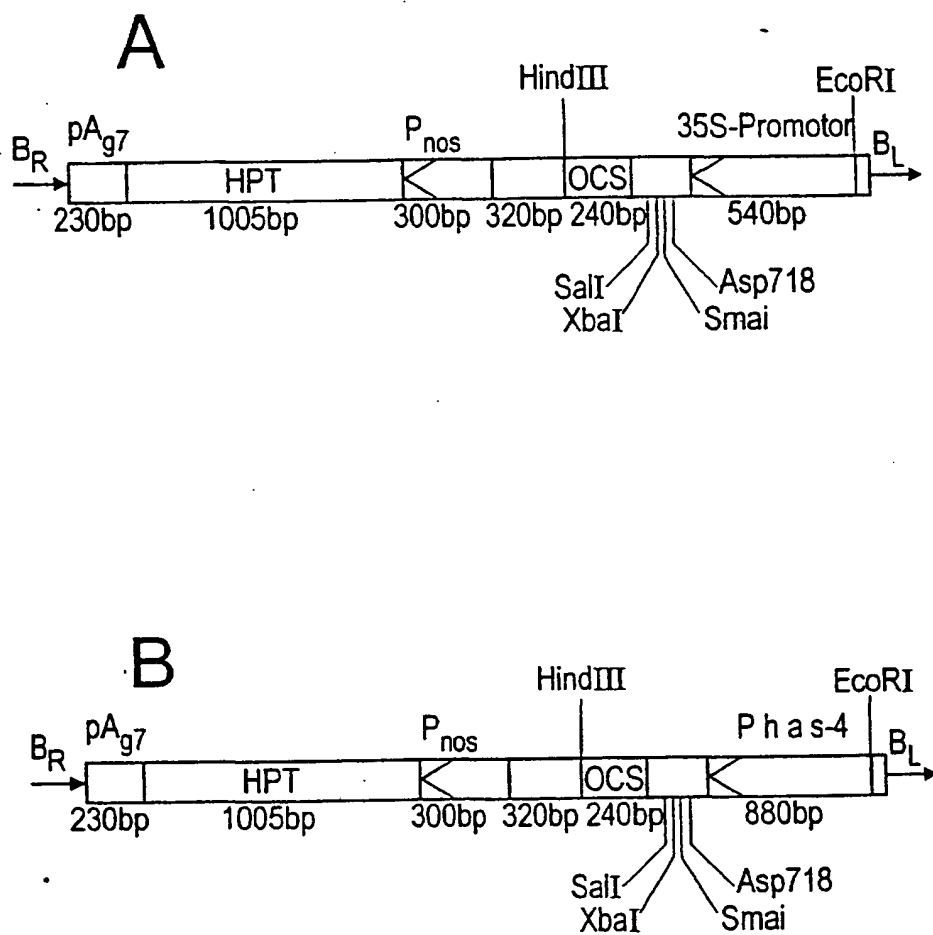 A
HindIII
EcoRI
pAg7
Pnos
35S-Promotor
BR
BL
HPT
OCS
230bp
1005bp
300bp
320bp
240bp
540bp
SalI
Asp718
XbaI
Smai
B
HindIII
EcoRI
pAg7
Pnos
Phas-4
BR
BL
HPT
OCS
230bp
1005bp
300bp
320bp
240bp
880bp
SalI
Asp718
XbaI
Smai